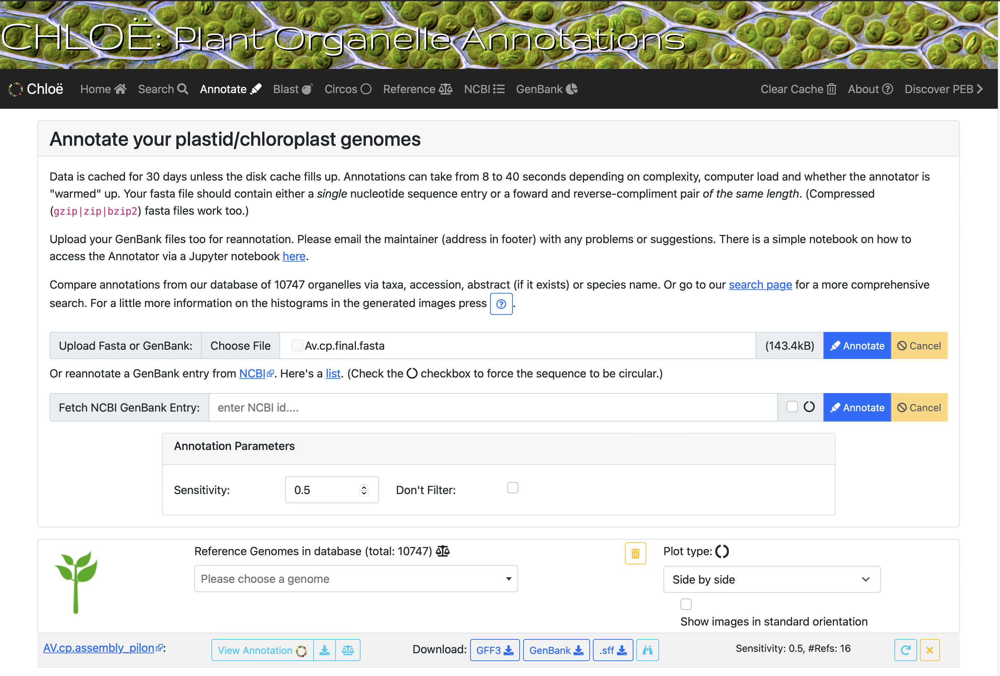 CHLOË: Plant Organelle Annotations
Chloë Home Search Annotate Blast Circos Reference NCBI GenBank Clear Cache About Discover PEB
Annotate your plastid/chloroplast genomes
Data is cached for 30 days unless the disk cache fills up. Annotations can take from 8 to 40 seconds depending on complexity, computer load and whether the annotator is
"warmed" up. Your fasta file should contain either a single nucleotide sequence entry or a foward and reverse-compliment pair of the same length. (Compressed
(gzip|zip|bzip2) fasta files work too.)
Upload your GenBank files too for reannotation. Please email the maintainer (address in footer) with any problems or suggestions. There is a simple notebook on how to
access the Annotator via a Jupyter notebook here.
Compare annotations from our database of 10747 organelles via taxa, accession, abstract (if it exists) or species name. Or go to our search page for a more comprehensive
search. For a little more information on the histograms in the generated images press ? .
Upload Fasta or GenBank: Choose File Av.cp.final.fasta (143.4kB) Annotate Cancel
Or reannotate a GenBank entry from NCBI. Here's a list. (Check the checkbox to force the sequence to be circular.)
Fetch NCBI GenBank Entry: enter NCBI id.... Annotate Cancel
Annotation Parameters
Sensitivity: 0.5 Don't Filter:
Reference Genomes in database (total: 10747) Plot type:
Please choose a genome Side by side
Show images in standard orientation
AV.cp.assembly_pilon: View Annotation Download: GFF3 GenBank .sff Sensitivity: 0.5, #Refs: 16